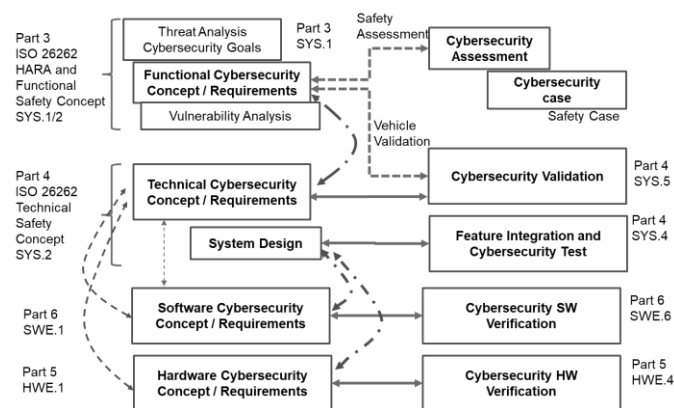 Part 3
ISO 26262
HARA and
Functional
Safety Concept
SYS.1/2
Threat Analysis
Cybersecurity Goals
Part 3
SYS.1
Functional Cybersecurity
Concept / Requirements
Vulnerability Analysis
Safety
Assessment
Cybersecurity
Assessment
Cybersecurity
case
Safety Case
Vehicle
Validation
Part 4
ISO 26262
Technical
Safety
Concept
SYS.2
Technical Cybersecurity
Concept / Requirements
Cybersecurity Validation
Part 4
SYS.5
System Design
Feature Integration and
Cybersecurity Test
Part 4
SYS.4
Part 6
SWE.1
Software Cybersecurity
Concept / Requirements
Cybersecurity SW
Verification
Part 6
SWE.6
Part 5
HWE.1
Hardware Cybersecurity
Concept / Requirements
Cybersecurity HW
Verification
Part 5
HWE.4